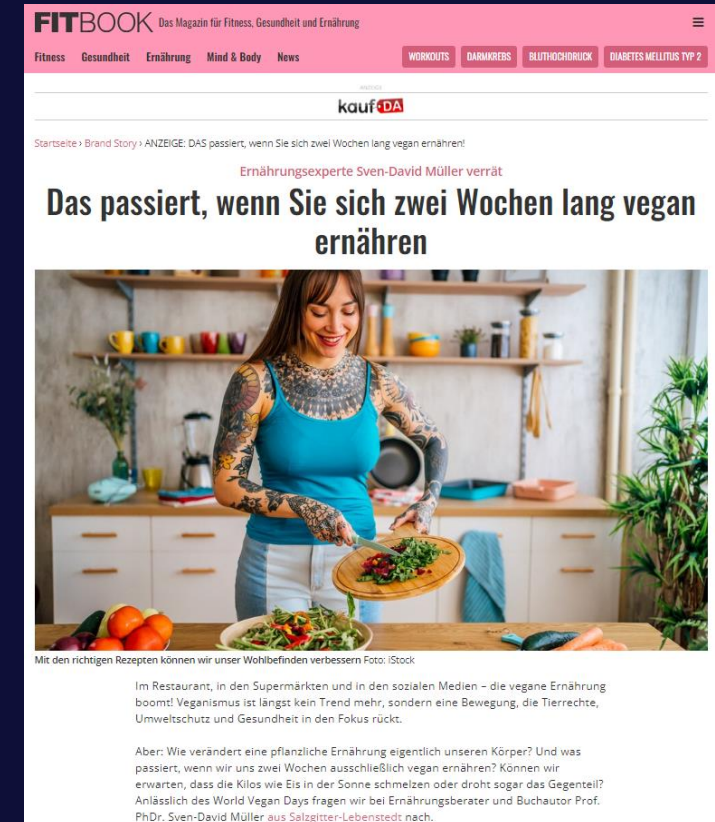 FITBOOK Das Magazin für Fitness, Gesundheit und Ernährung
Fitness Gesundheit Ernährung Mind & Body News WORKOUTS DARMKREBS BLUTHOCHDRUCK DIABETES MELLITUS TYP 2
ANZEIGE
kaufDA
Startseite › Brand Story › ANZEIGE: DAS passiert, wenn Sie sich zwei Wochen lang vegan ernähren!
Ernährungsexperte Sven-David Müller verrät
Das passiert, wenn Sie sich zwei Wochen lang vegan
ernähren
Mit den richtigen Rezepten können wir unser Wohlbefinden verbessern Foto: iStock
Im Restaurant, in den Supermärkten und in den sozialen Medien – die vegane Ernährung
boomt! Veganismus ist längst kein Trend mehr, sondern eine Bewegung, die Tierrechte,
Umweltschutz und Gesundheit in den Fokus rückt.
Aber: Wie verändert eine pflanzliche Ernährung eigentlich unseren Körper? Und was
passiert, wenn wir uns zwei Wochen ausschließlich vegan ernähren? Können wir
erwarten, dass die Kilos wie Eis in der Sonne schmelzen oder droht sogar das Gegenteil?
Anlässlich des World Vegan Days fragen wir bei Ernährungsberater und Buchautor Prof.
PhDr. Sven-David Müller aus Salzgitter-Lebenstedt nach.